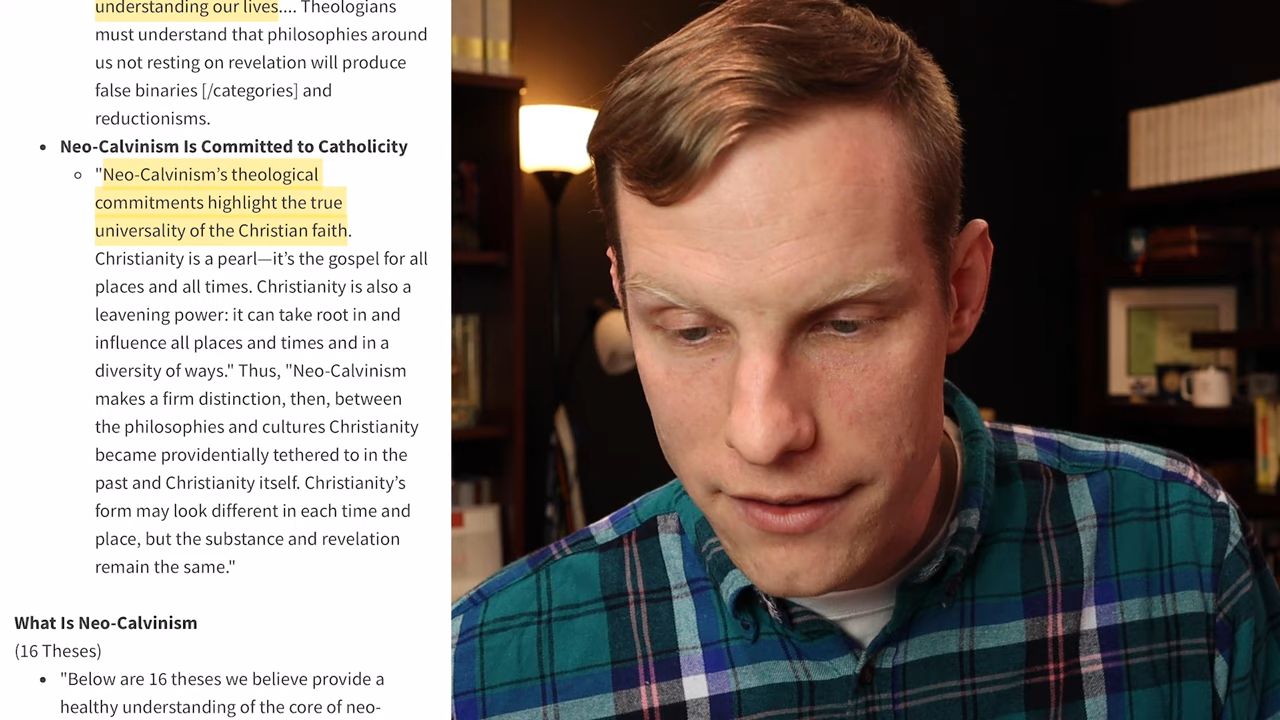 understanding our lives.... Theologians
must understand that philosophies around
us not resting on revelation will produce
false binaries [/categories] and
reductionisms.
Neo-Calvinism Is Committed to Catholicity
"Neo-Calvinism’s theological
commitments highlight the true
universality of the Christian faith.
Christianity is a pearl—it’s the gospel for all
places and all times. Christianity is also a
leavening power: it can take root in and
influence all places and times and in a
diversity of ways." Thus, "Neo-Calvinism
makes a firm distinction, then, between
the philosophies and cultures Christianity
became providentially tethered to in the
past and Christianity itself. Christianity’s
form may look different in each time and
place, but the substance and revelation
remain the same."
What Is Neo-Calvinism
(16 Theses)
"Below are 16 theses we believe provide a
healthy understanding of the core of neo-